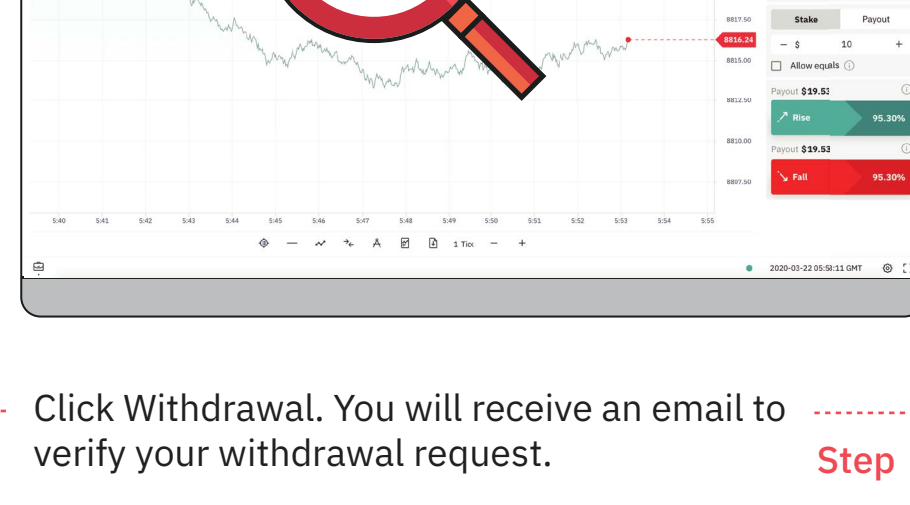 8817.50
Stake Payout
8816.24
− $ 10 +
8815.00
Allow equals
Payout $19.53
8812.50
Rise 95.30%
8810.00
Payout $19.53
Fall 95.30%
8807.50
5:40 5:41 5:42 5:43 5:44 5:45 5:46 5:47 5:48 5:49 5:50 5:51 5:52 5:53 5:54 5:55
− +
2020-03-22 05:53:11 GMT
Click Withdrawal. You will receive an email to
verify your withdrawal request.
Step